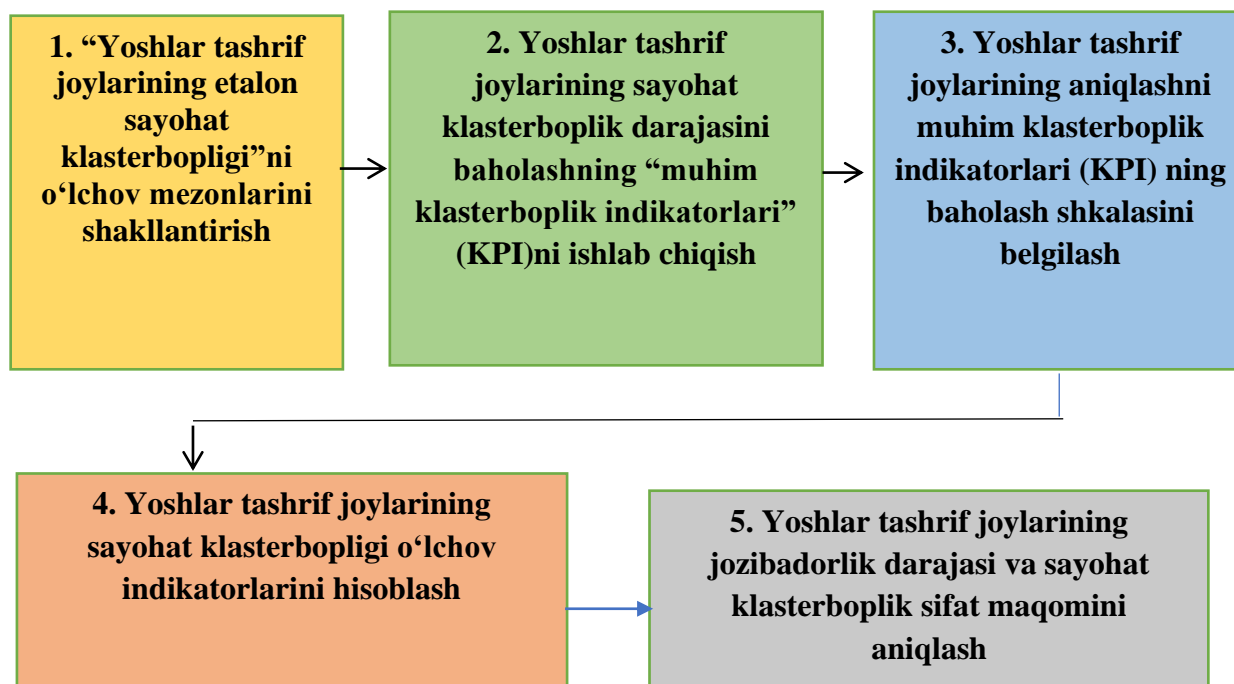 1. “Yoshlar tashrif
joylarining etalon
sayohat
klasterbopligi”ni
o‘lchov mezonlarini
shakllantirish
2. Yoshlar tashrif
joylarining sayohat
klasterboplik darajasini
baholashning “muhim
klasterboplik indikatorlari”
(KPI)ni ishlab chiqish
3. Yoshlar tashrif
joylarining aniqlashni
muhim klasterboplik
indikatorlari (KPI) ning
baholash shkalasini
belgilash
4. Yoshlar tashrif joylarining
sayohat klasterbopligi o‘lchov
indikatorlarini hisoblash
5. Yoshlar tashrif joylarining
jozibadorlik darajasi va sayohat
klasterboplik sifat maqomini
aniqlash